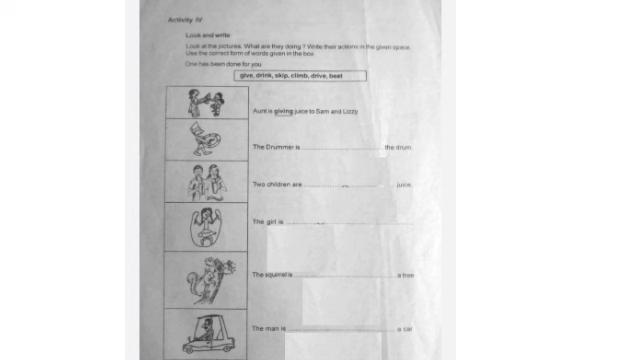 Activity IV
Look and write
Look at the pictures. What are they doing ? Write their actions in the given space.
Use the correct form of words given in the box.
One has been done for you
give, drink, skip, climb, drive, beat
Aunt is giving juice to Sam and Lizzy
The Drummer is ........................ the drum.
Two children are ........................ juice.
The girl is ........................
The squirrel is ........................ a tree
The man is ........................ a car